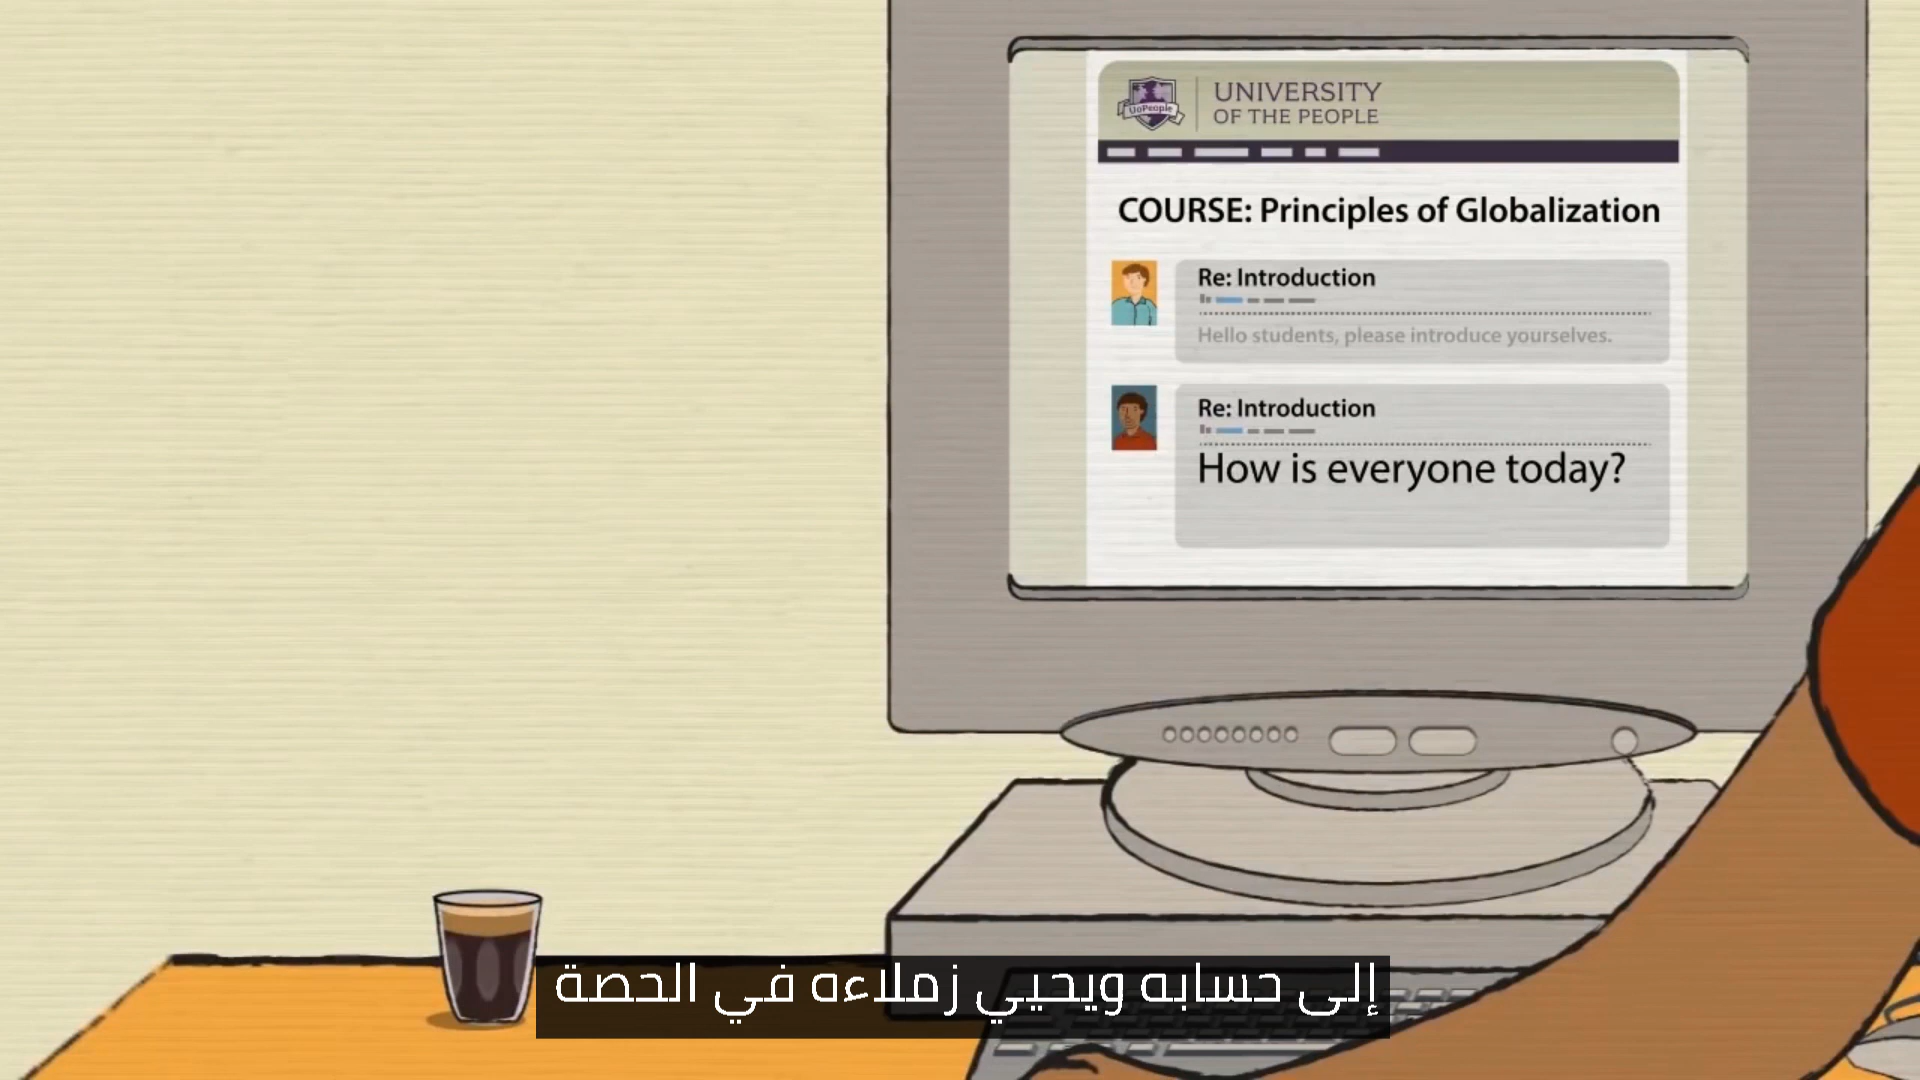 UoPeople
UNIVERSITY
OF THE PEOPLE
COURSE: Principles of Globalization
Re: Introduction
Hello students, please introduce yourselves.
Re: Introduction
How is everyone today?
إلى حسابه ويحيي زملاءه في الحصة